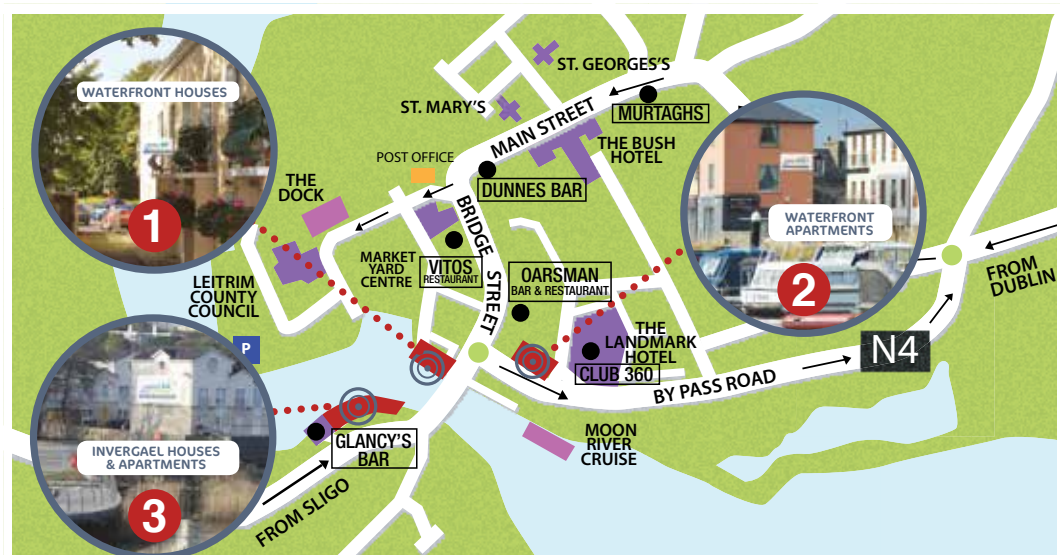 WATERFRONT HOUSES
1
ST. GEORGES'S
ST. MARY'S
MAIN STREET
MURTAGHS
THE BUSH
HOTEL
POST OFFICE
DUNNES BAR
THE
DOCK
BRIDGE STREET
MARKET
YARD
CENTRE
VITOS
RESTAURANT
OARSMAN
BAR & RESTAURANT
LEITRIM
COUNTY
COUNCIL
P
WATERFRONT
APARTMENTS
2
FROM
DUBLIN
THE
LANDMARK
HOTEL
CLUB 360
N4
BY PASS ROAD
MOON
RIVER
CRUISE
GLANCY'S
BAR
FROM SLIGO
INVERGAEL HOUSES
& APARTMENTS
3